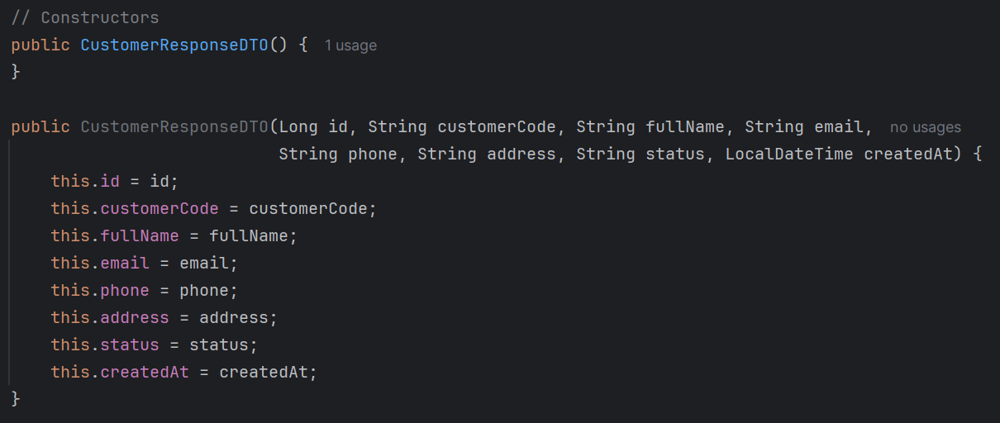 // Constructors
public CustomerResponseDTO() {  1 usage
}
public CustomerResponseDTO(Long id, String customerCode, String fullName, String email,  no usages
                           String phone, String address, String status, LocalDateTime createdAt) {
    this.id = id;
    this.customerCode = customerCode;
    this.fullName = fullName;
    this.email = email;
    this.phone = phone;
    this.address = address;
    this.status = status;
    this.createdAt = createdAt;
}